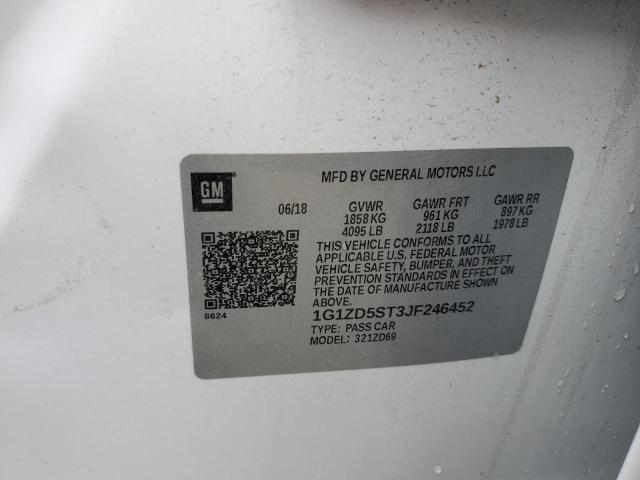 GM
MFD BY GENERAL MOTORS LLC
06/18 GVWR GAWR FRT GAWR RR
1858 KG 961 KG 897 KG
4095 LB 2118 LB 1978 LB
THIS VEHICLE CONFORMS TO ALL
APPLICABLE U.S. FEDERAL MOTOR
VEHICLE SAFETY, BUMPER, AND THEFT
PREVENTION STANDARDS IN EFFECT ON
THE DATE OF MANUFACTURE SHOWN
ABOVE.
8624
1G1ZD5ST3JF246452
TYPE: PASS CAR
MODEL: 321ZD69